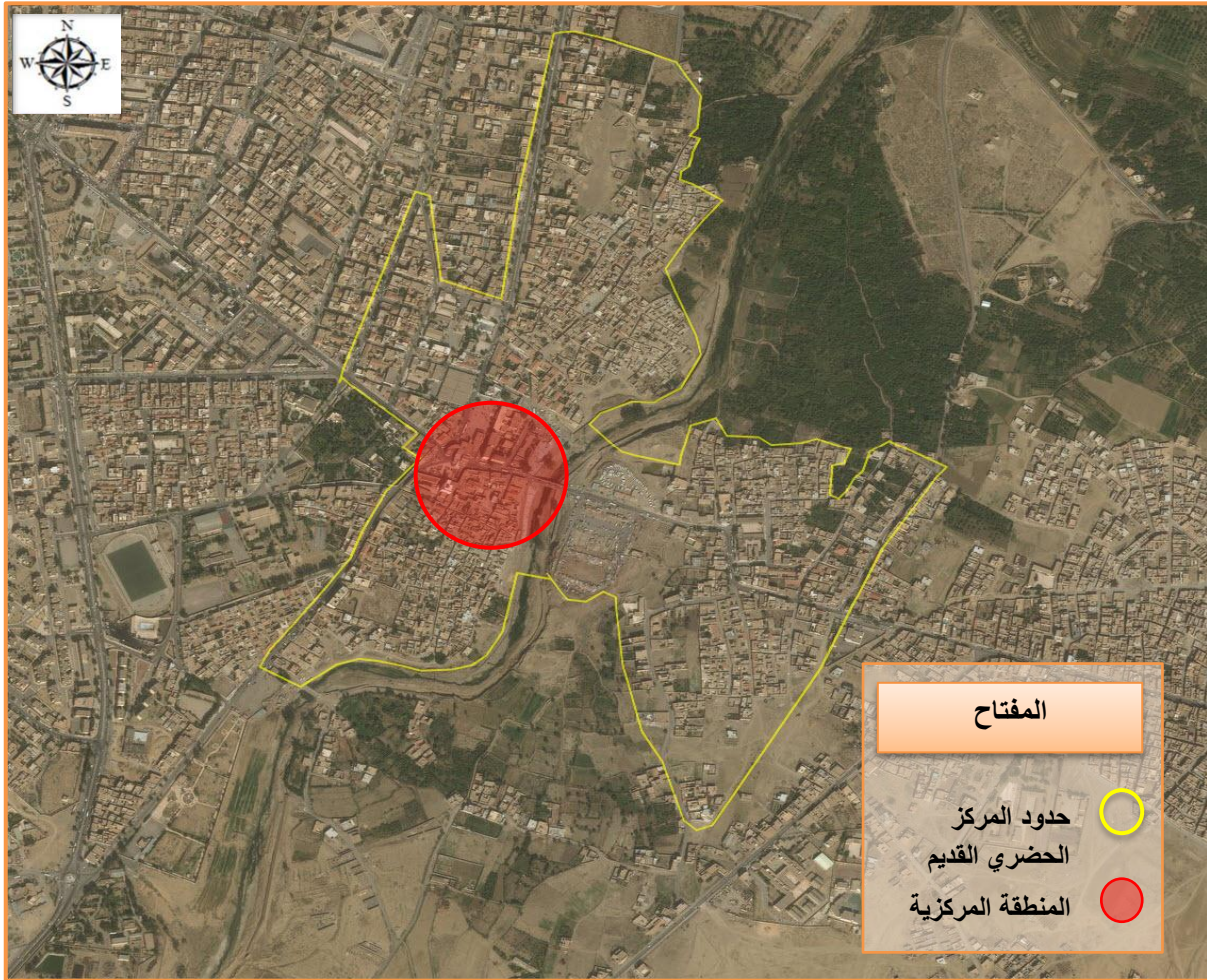 N
W E
S
المفتاح
حدود المركز
الحضري القديم
المنطقة المركزية